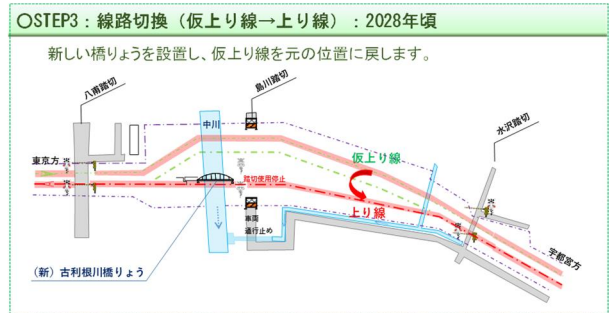 ○STEP3：線路切換（仮上り線→上り線）：2028年頃
新しい橋りょうを設置し、仮上り線を元の位置に戻します。
八甫踏切
島川踏切
水沢踏切
中川
東京方
仮上り線
踏切使用停止
上り線
車両
通行止め
宇都宮方
（新）古利根川橋りょう